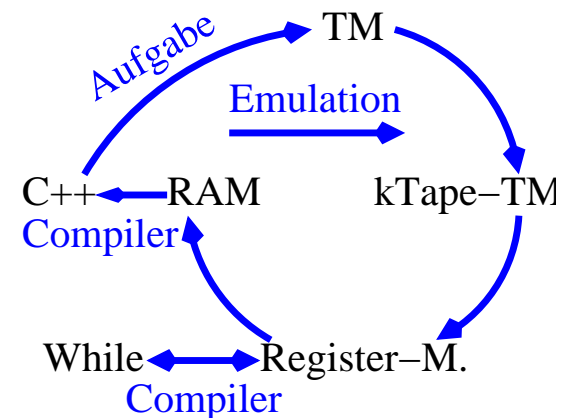 TM
Aufgabe
Emulation
C++ RAM kTape–TM
Compiler
While Register–M.
Compiler